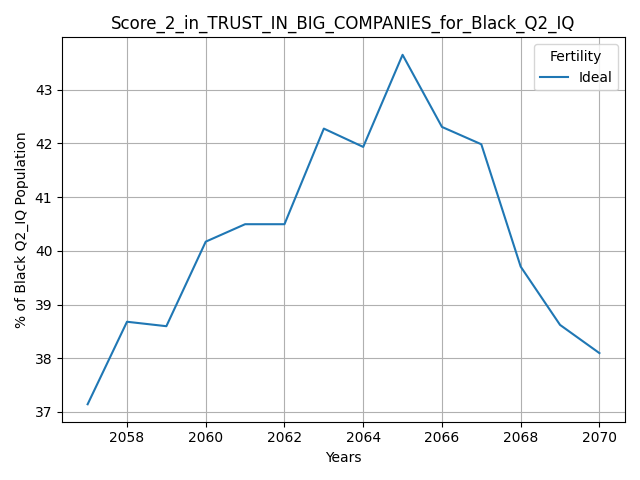 Score_2_in_TRUST_IN_BIG_COMPANIES_for_Black_Q2_IQ
Fertility
Ideal
43
42
41
40
39
38
37
% of Black Q2_IQ Population
2058 2060 2062 2064 2066 2068 2070
Years